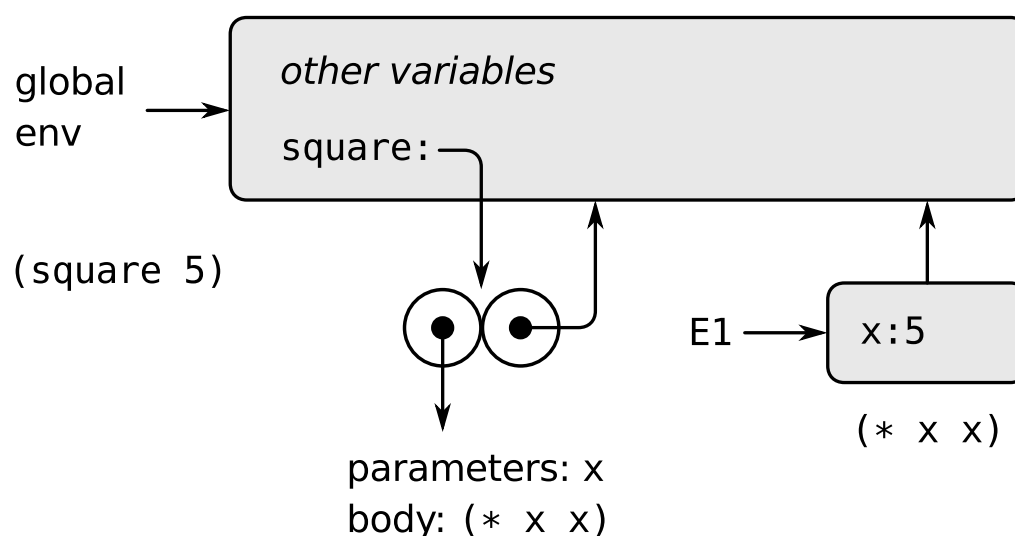 global
env
other variables
square:
(square 5)
E1
x:5
(* x x)
parameters: x
body: (* x x)